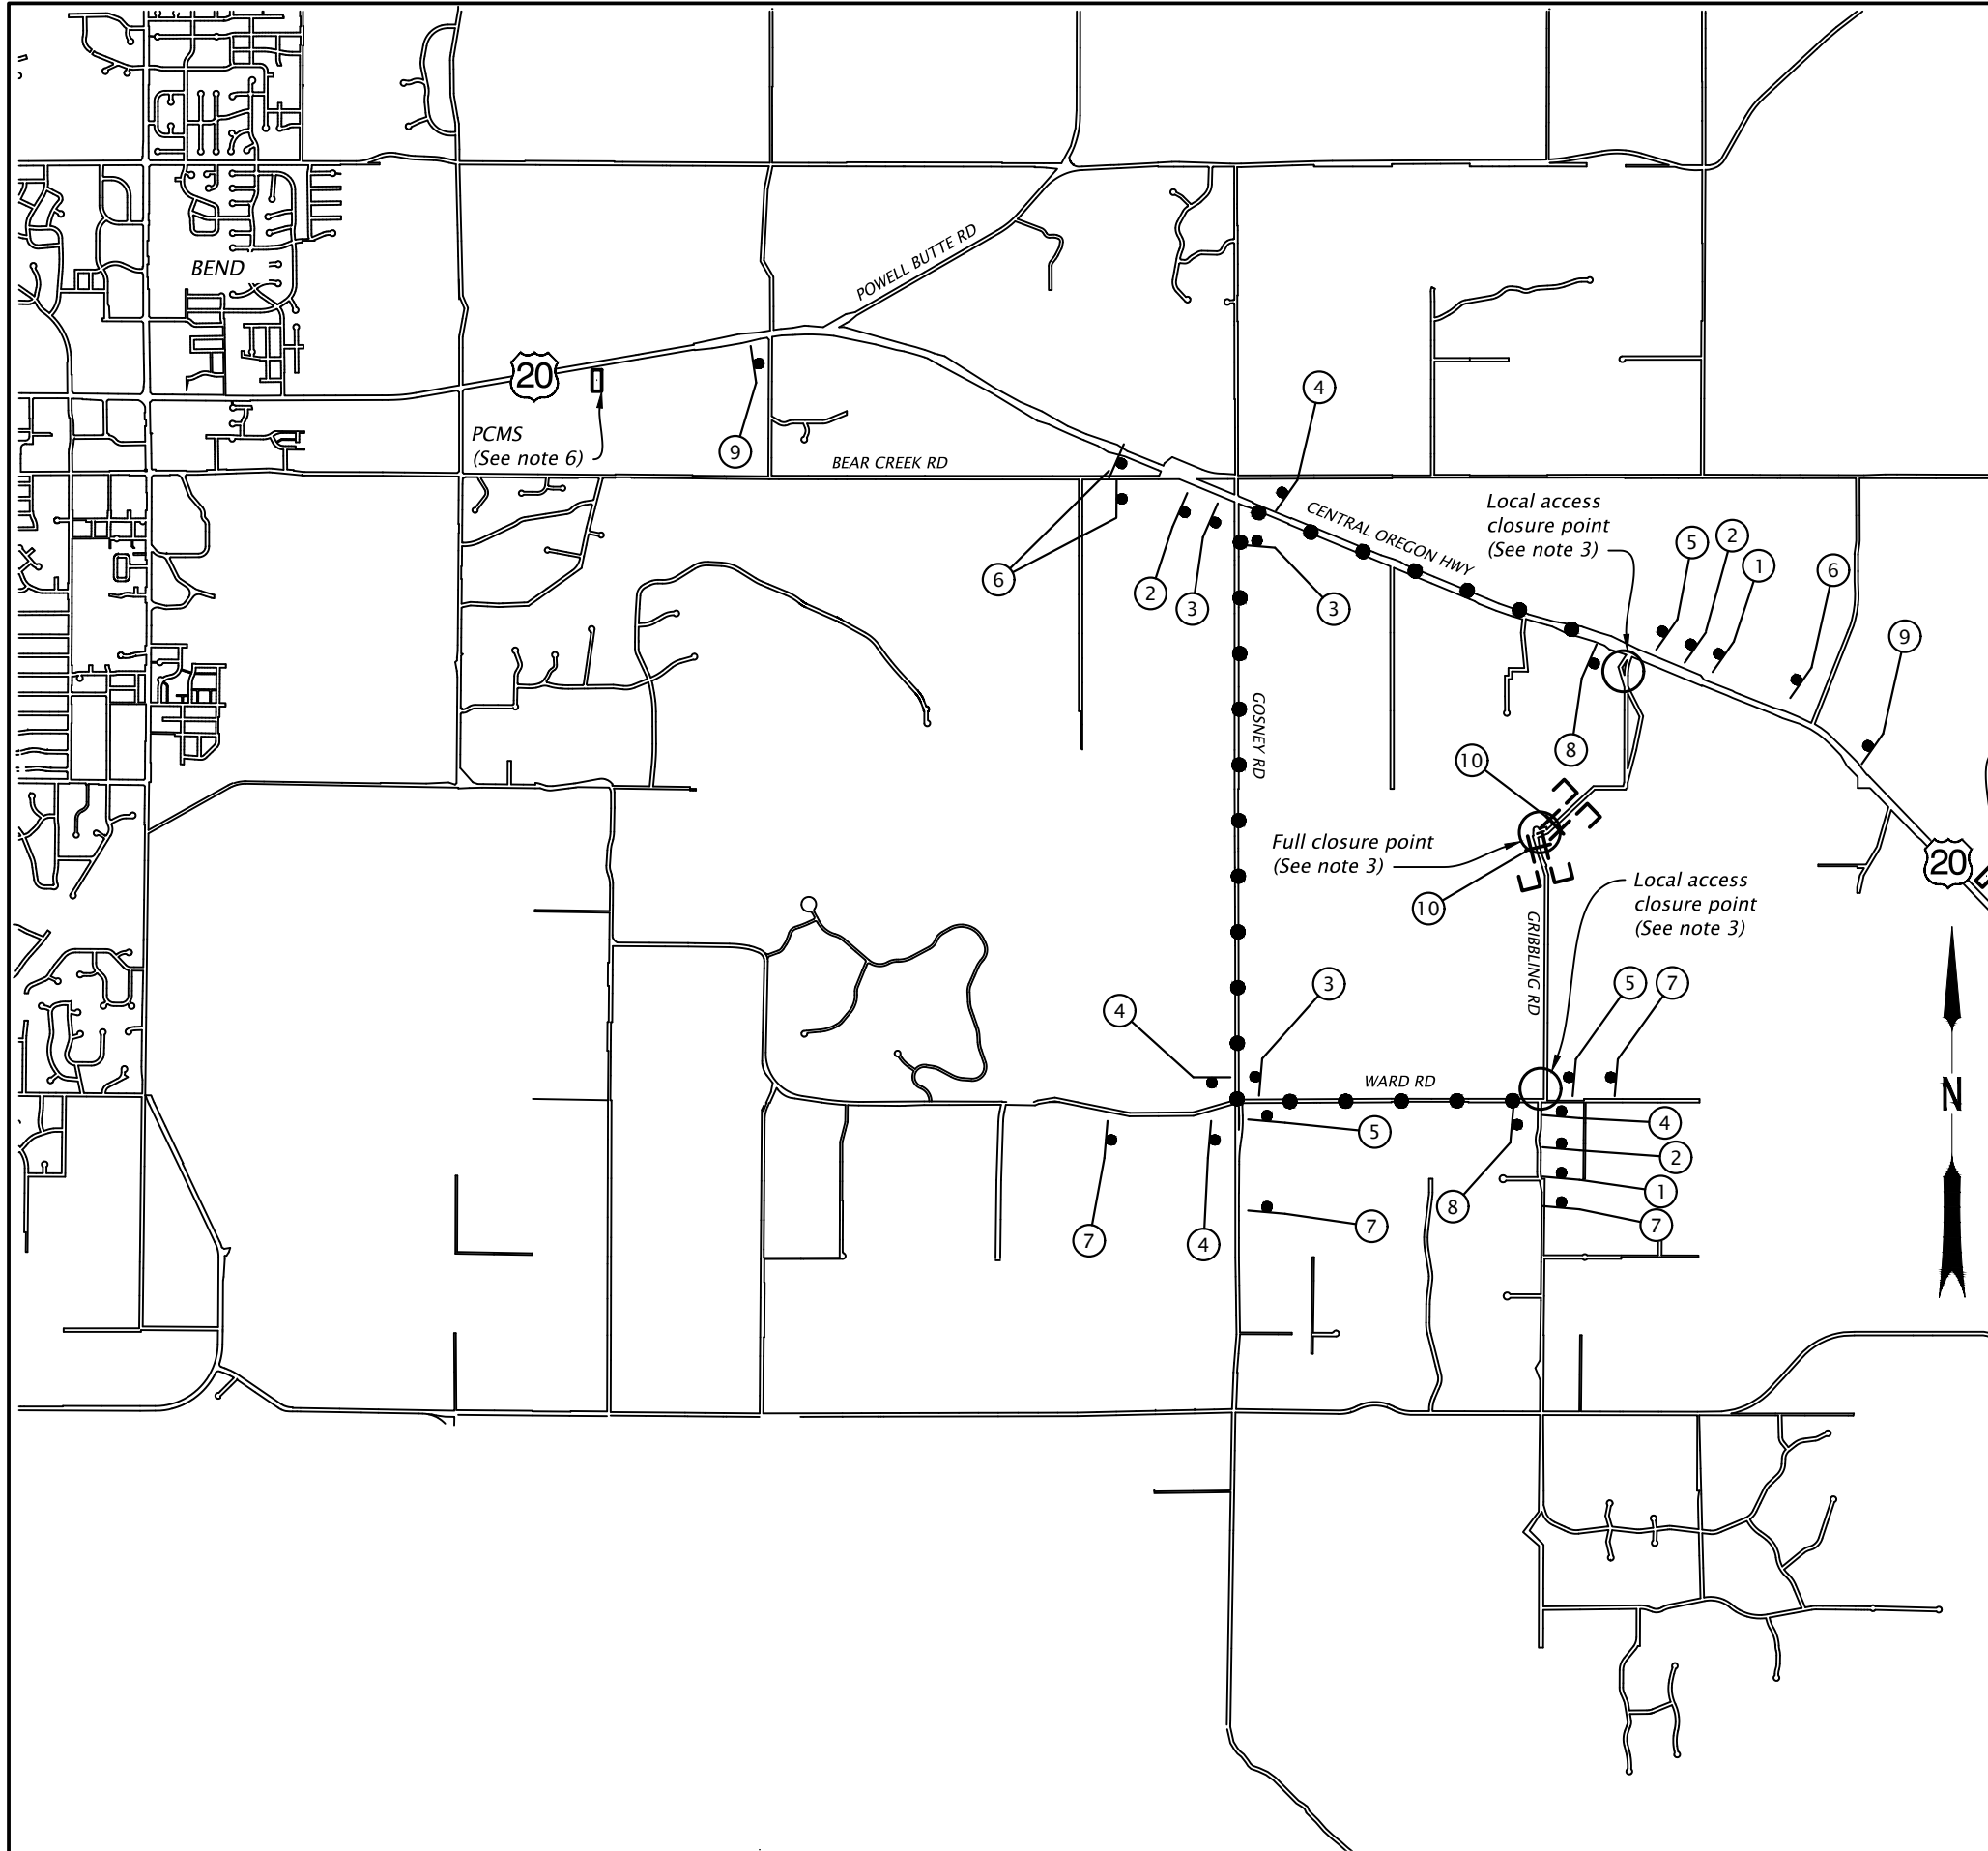 BEND
POWELL BUTTE RD
20
4
PCMS
(See note 6)
9
BEAR CREEK RD
CENTRAL OREGON HWY
Local access
closure point
(See note 3)
5
2
1
6
6
2
3
3
9
GOSNEY RD
8
10
Full closure point
(See note 3)
10
20
Local access
closure point
(See note 3)
GRIBBLING RD
4
3
5
7
WARD RD
N
5
4
2
1
8
7
7
7
4